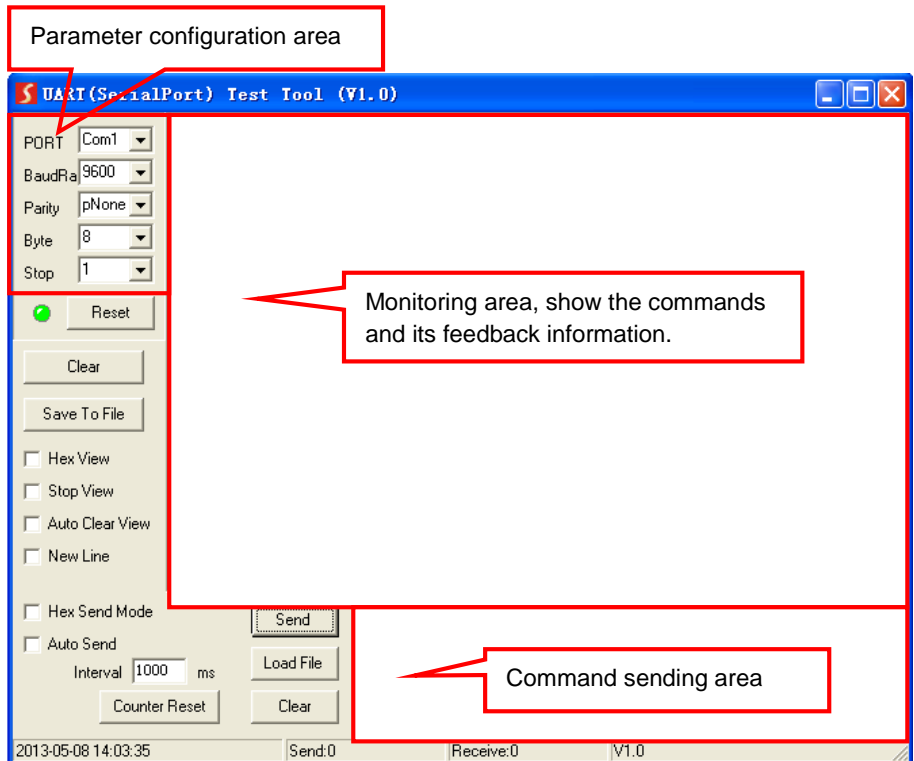 Parameter configuration area
UART(SerialPort) Test Tool (V1.0)
PORT Com1
BaudRa 9600
Parity pNone
Byte 8
Stop 1
Reset
Monitoring area, show the commands
and its feedback information.
Clear
Save To File
Hex View
Stop View
Auto Clear View
New Line
Hex Send Mode
Send
Auto Send
Interval 1000 ms
Load File
Command sending area
Counter Reset
Clear
2013-05-08 14:03:35 Send:0 Receive:0 V1.0